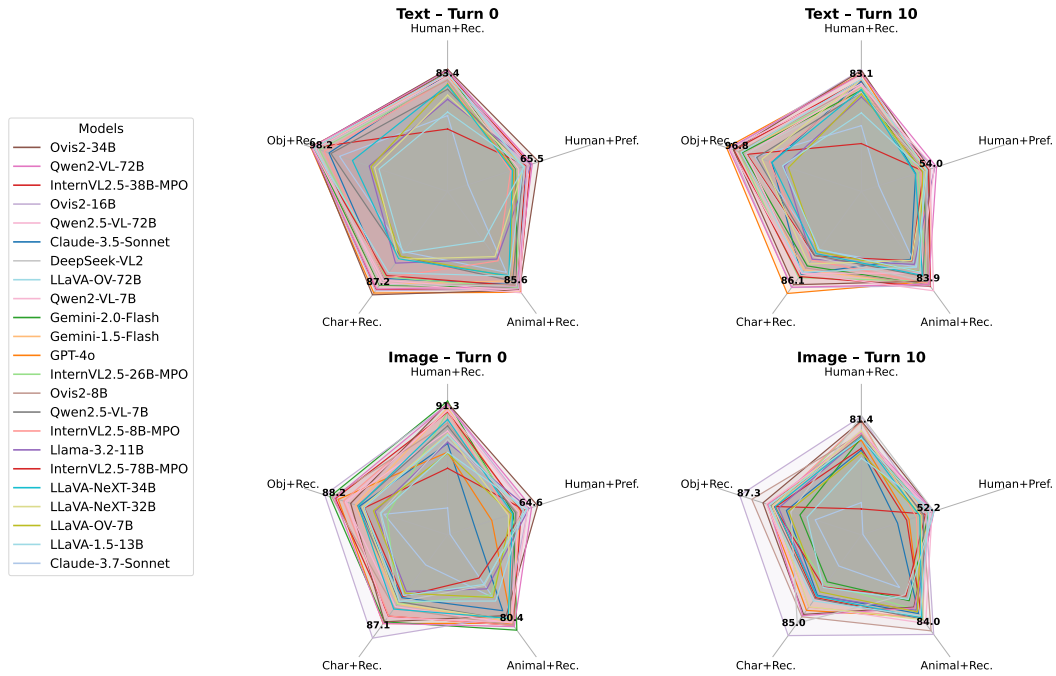 Models
Ovis2-34B
Qwen2-VL-72B
InternVL2.5-38B-MPO
Ovis2-16B
Qwen2.5-VL-72B
Claude-3.5-Sonnet
DeepSeek-VL2
LLaVA-OV-72B
Qwen2-VL-7B
Gemini-2.0-Flash
Gemini-1.5-Flash
GPT-4o
InternVL2.5-26B-MPO
Ovis2-8B
Qwen2.5-VL-7B
InternVL2.5-8B-MPO
Llama-3.2-11B
InternVL2.5-78B-MPO
LLaVA-NeXT-34B
LLaVA-NeXT-32B
LLaVA-OV-7B
LLaVA-1.5-13B
Claude-3.7-Sonnet
Text – Turn 0
Human+Rec.
83.4
Human+Pref.
65.5
Obj+Rec.
98.2
87.2
85.6
Char+Rec.
Animal+Rec.
Text – Turn 10
Human+Rec.
83.1
Human+Pref.
54.0
Obj+Rec.
96.8
86.1
83.9
Char+Rec.
Animal+Rec.
Image – Turn 0
Human+Rec.
91.3
Human+Pref.
64.6
Obj+Rec.
88.2
87.1
80.4
Char+Rec.
Animal+Rec.
Image – Turn 10
Human+Rec.
81.4
Human+Pref.
52.2
Obj+Rec.
87.3
85.0
84.0
Char+Rec.
Animal+Rec.